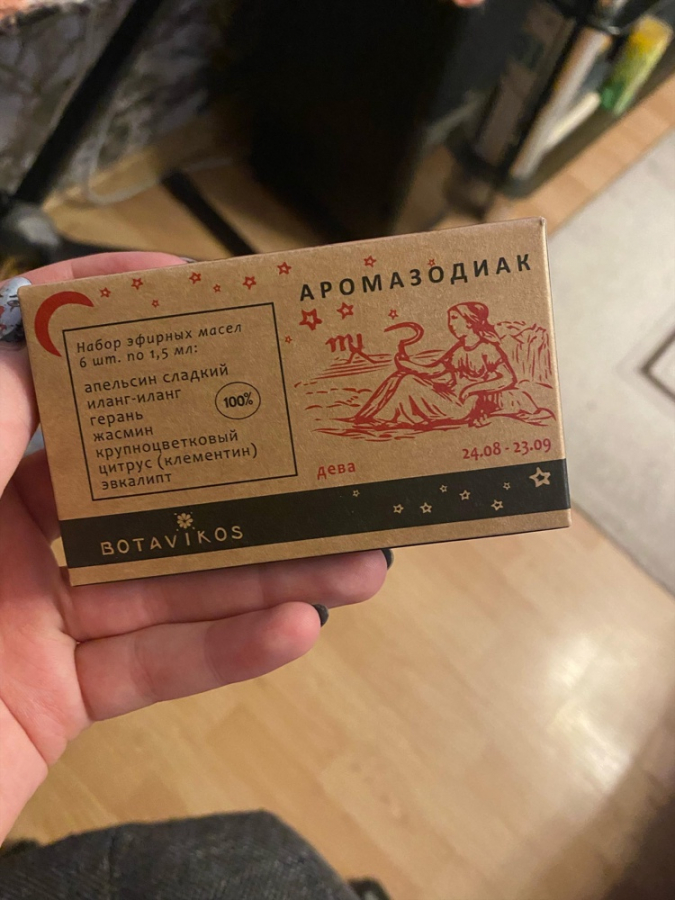 АРОМАЗОДИАК
Набор эфирных масел
6 шт. по 1,5 мл:
апельсин сладкий
иланг-иланг
герань
жасмин
крупноцветковый
цитрус (клементин)
эвкалипт
100%
дева
24.08 - 23.09
BOTAVIKOS